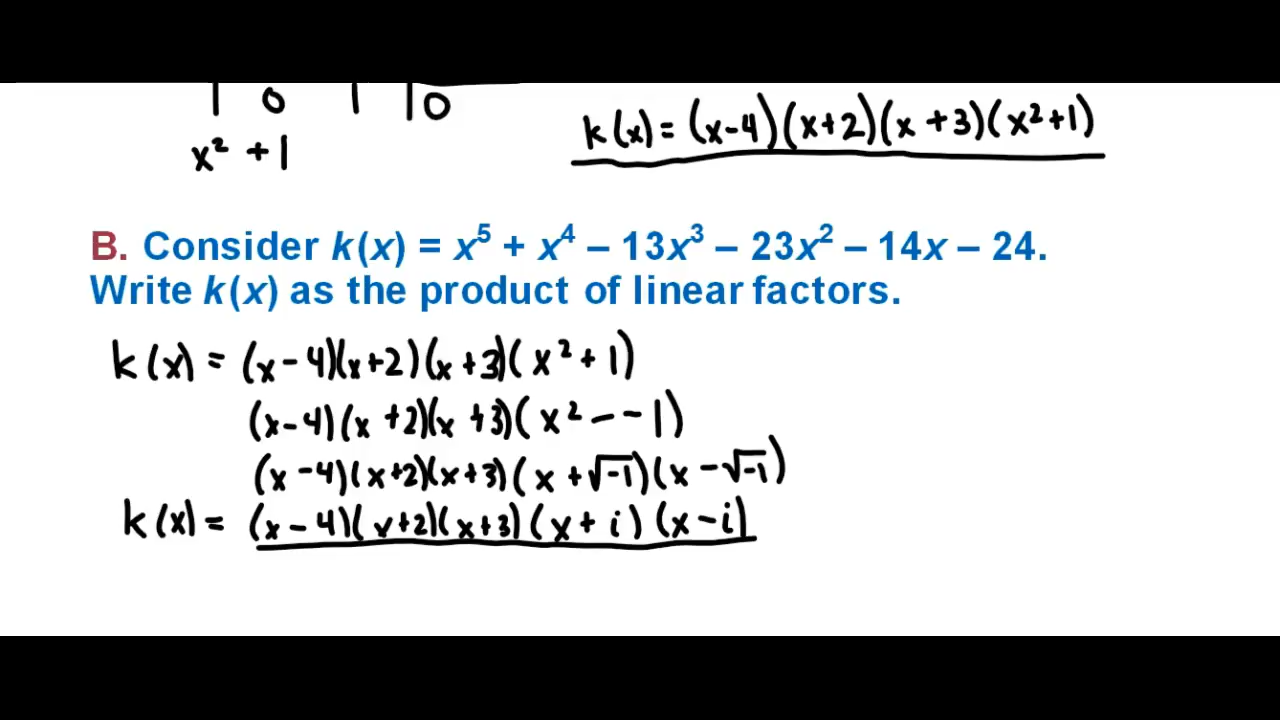 1 0 1 0
x² + 1
k(x) = (x-4)(x+2)(x+3)(x²+1)
B. Consider k(x) = x⁵ + x⁴ – 13x³ – 23x² – 14x – 24.
Write k(x) as the product of linear factors.
k(x) = (x-4)(x+2)(x+3)(x²+1)
(x-4)(x+2)(x+3)(x²--1)
(x-4)(x+2)(x+3)(x+√-1)(x-√-1)
k(x) = (x-4)(x+2)(x+3)(x+i)(x-i)